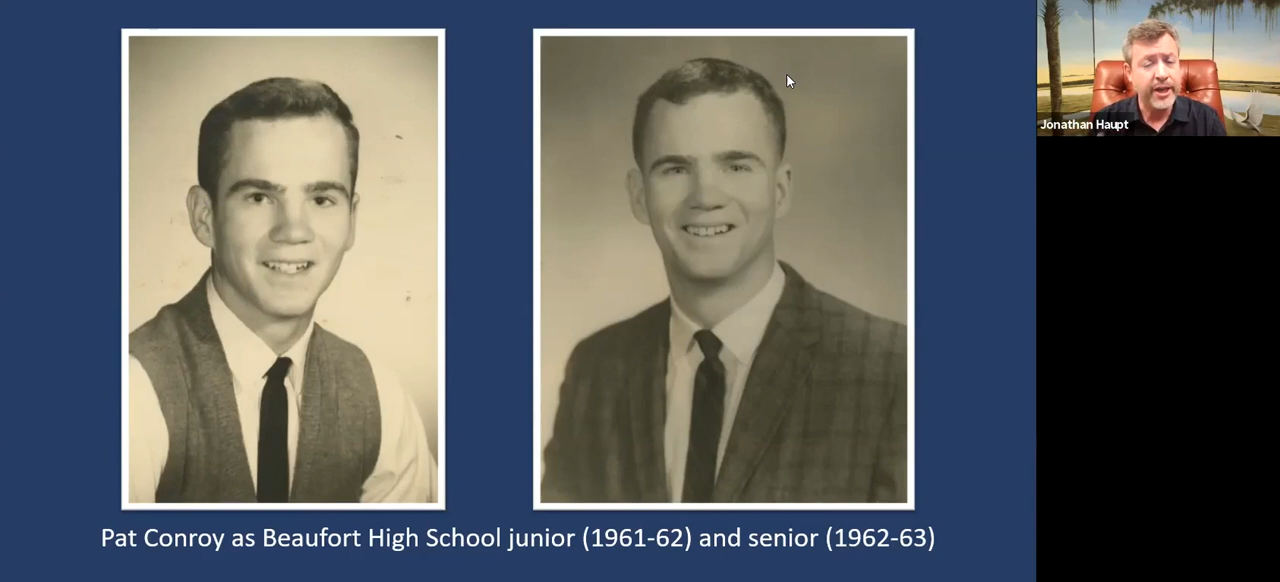 Jonathan Haupt
Pat Conroy as Beaufort High School junior (1961-62) and senior (1962-63)